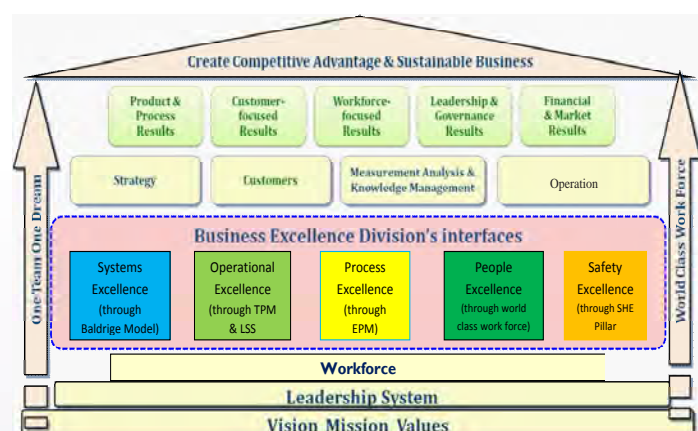 Create Competitive Advantage & Sustainable Business
Product &
Process
Results
Customer-
focused
Results
Workforce-
focused
Results
Leadership &
Governance
Results
Financial
& Market
Results
Strategy
Customers
Measurement Analysis &
Knowledge Management
Operation
One Team One Dream
World Class Work Force
Business Excellence Division's interfaces
Systems
Excellence
(through
Baldrige Model)
Operational
Excellence
(through TPM
& LSS)
Process
Excellence
(through
EPM)
People
Excellence
(through world
class work force)
Safety
Excellence
(through SHE
Pillar
Workforce
Leadership System
Vision Mission Values